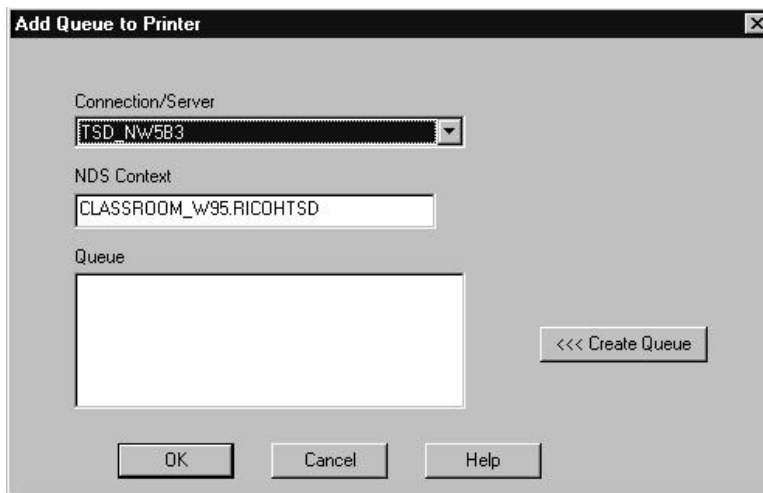 Add Queue to Printer
Connection/Server
TSD_NW5B3
NDS Context
CLASSROOM_W95.RICOHTSD
Queue
<<< Create Queue
OK Cancel Help